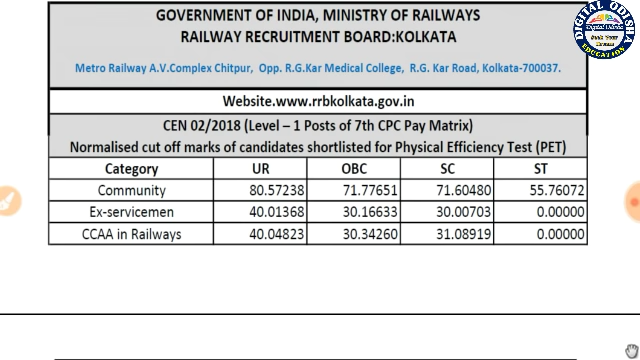 GOVERNMENT OF INDIA, MINISTRY OF RAILWAYS
RAILWAY RECRUITMENT BOARD:KOLKATA
Metro Railway A.V.Complex Chitpur, Opp. R.G.Kar Medical College, R.G. Kar Road, Kolkata-700037.
Website.www.rrbkolkata.gov.in
CEN 02/2018 (Level – 1 Posts of 7th CPC Pay Matrix)
Normalised cut off marks of candidates shortlisted for Physical Efficiency Test (PET)
Category UR OBC SC ST
Community 80.57238 71.77651 71.60480 55.76072
Ex-servicemen 40.01368 30.16633 30.00703 0.00000
CCAA in Railways 40.04823 30.34260 31.08919 0.00000
DIGITAL ODISHA
EDUCATION